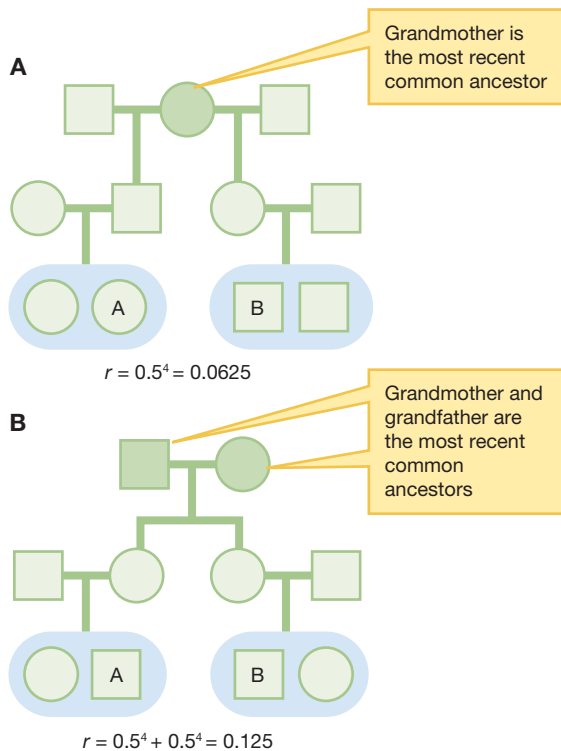 Grandmother is
the most recent
common ancestor
A
A
B
r = 0.5⁴ = 0.0625
Grandmother and
grandfather are
the most recent
common
ancestors
B
A
B
r = 0.5⁴ + 0.5⁴ = 0.125